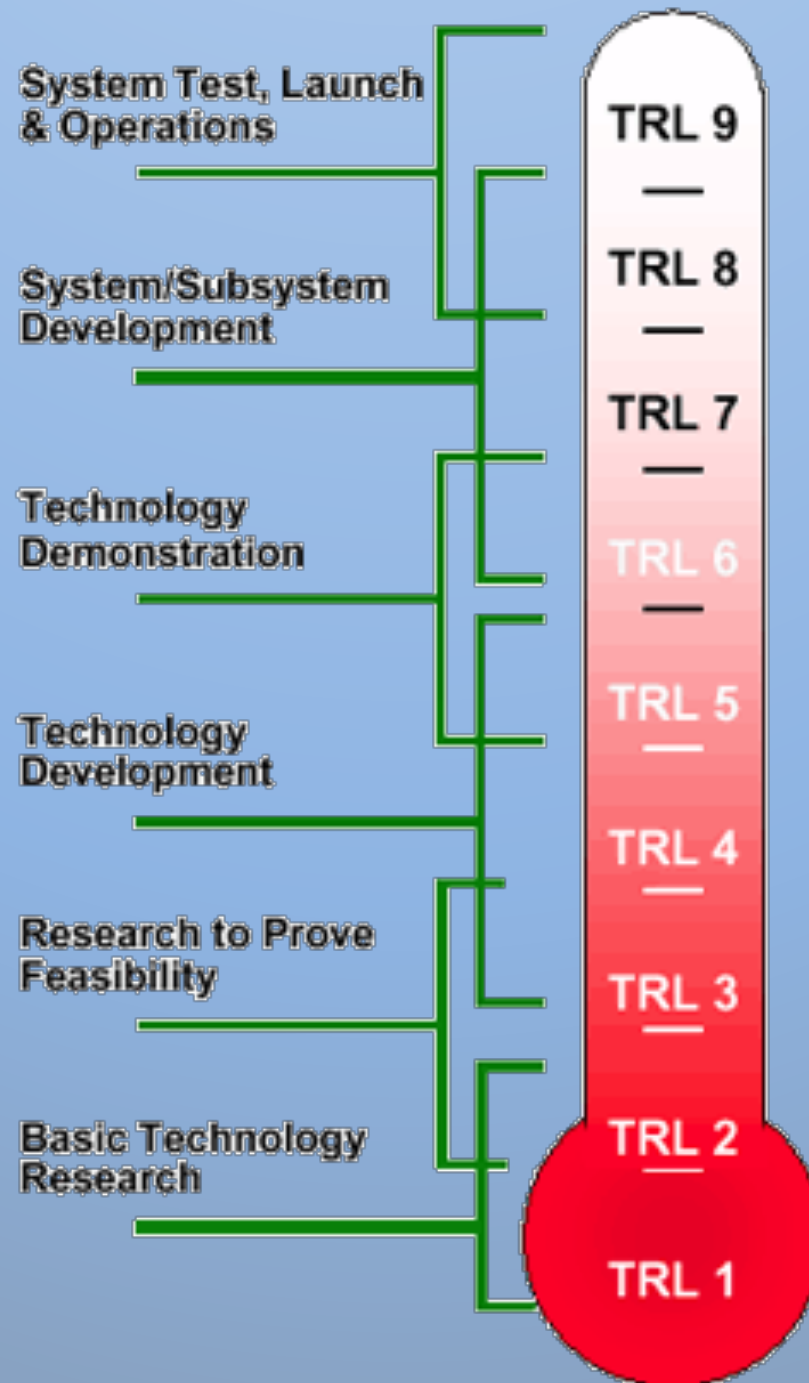 System Test, Launch
& Operations
System/Subsystem
Development
Technology
Demonstration
Technology
Development
Research to Prove
Feasibility
Basic Technology
Research
TRL 9
TRL 8
TRL 7
TRL 6
TRL 5
TRL 4
TRL 3
TRL 2
TRL 1